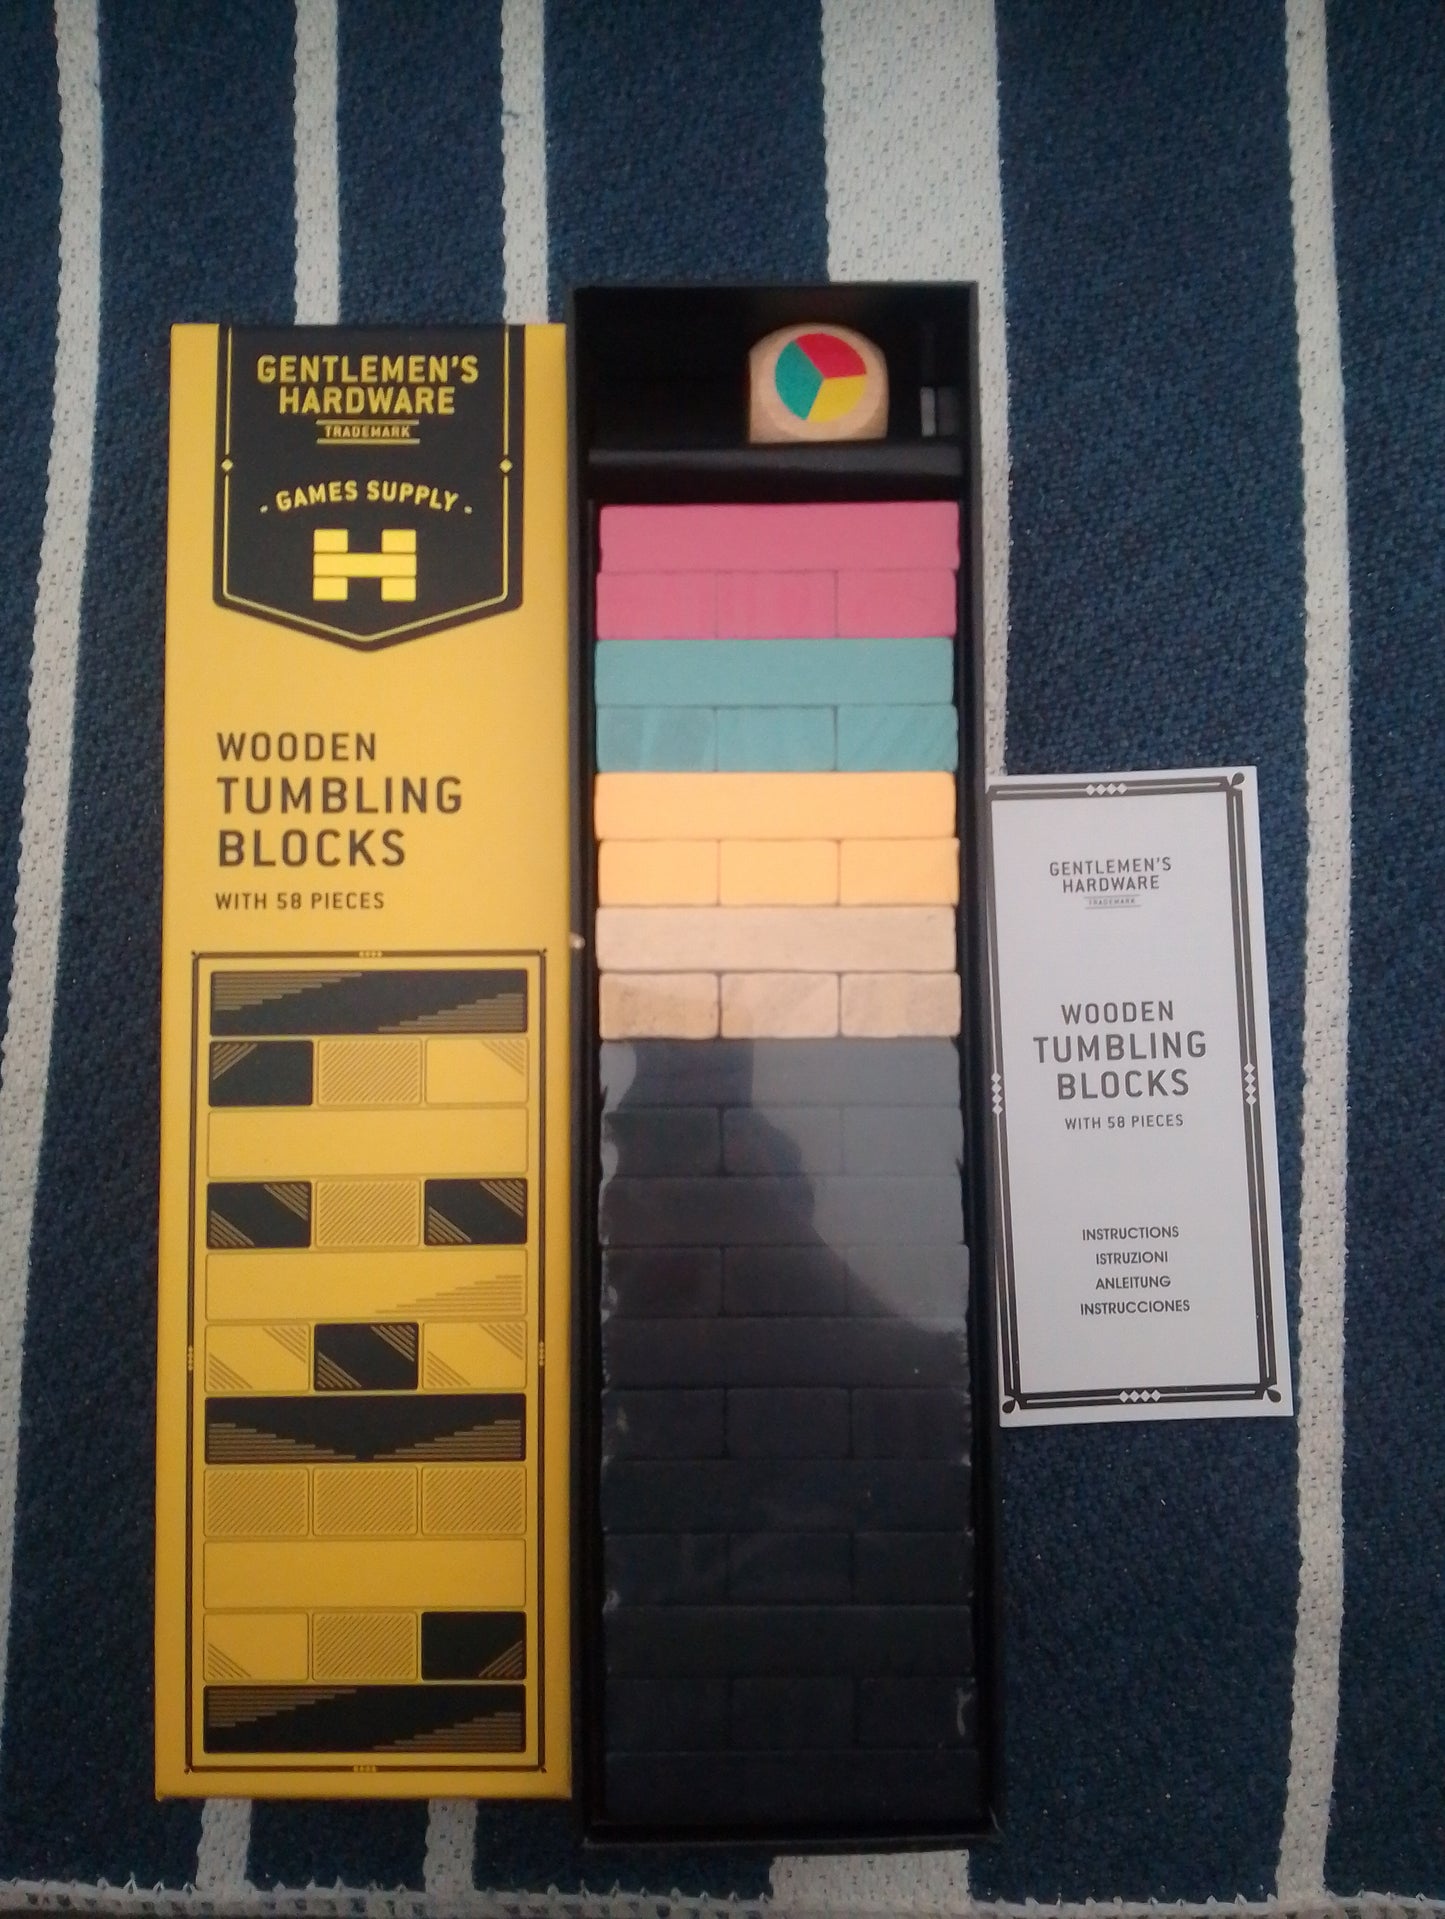 GENTLEMEN'S
HARDWARE
TRADEMARK
- GAMES SUPPLY -
H
WOODEN
TUMBLING
BLOCKS
WITH 58 PIECES
GENTLEMEN'S
HARDWARE
TRADEMARK
WOODEN
TUMBLING
BLOCKS
WITH 58 PIECES
INSTRUCTIONS
ISTRUZIONI
ANLEITUNG
INSTRUCCIONES